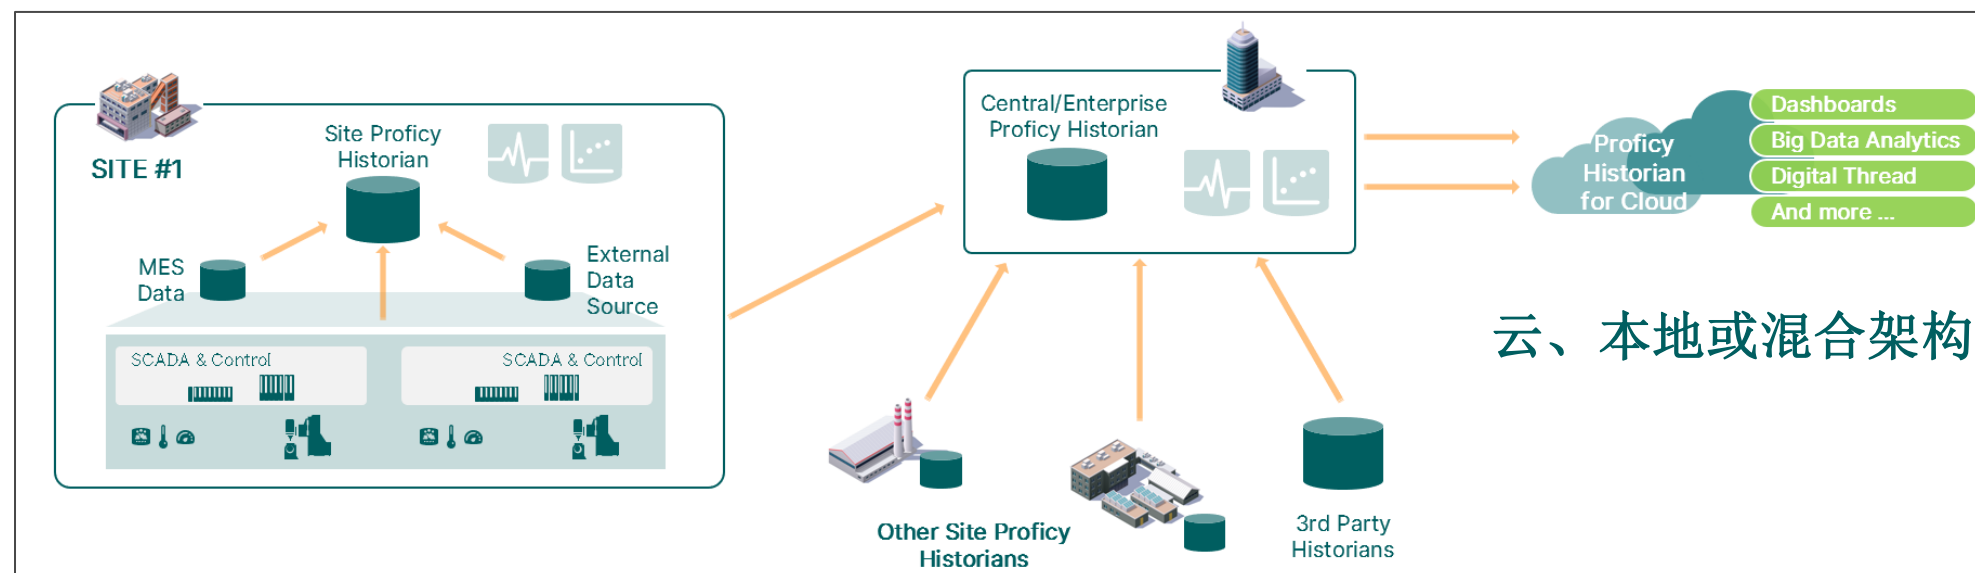 SITE #1
Site Proficy
Historian
MES
Data
External
Data
Source
SCADA & Control
SCADA & Control
Central/Enterprise
Proficy Historian
Other Site Proficy
Historians
3rd Party
Historians
Proficy
Historian
for Cloud
Dashboards
Big Data Analytics
Digital Thread
And more ...
云、本地或混合架构